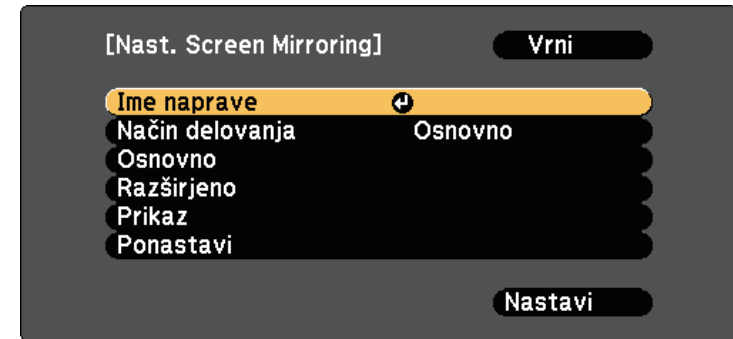 [Nast. Screen Mirroring] Vrni
Ime naprave
Način delovanja Osnovno
Osnovno
Razširjeno
Prikaz
Ponastavi
Nastavi